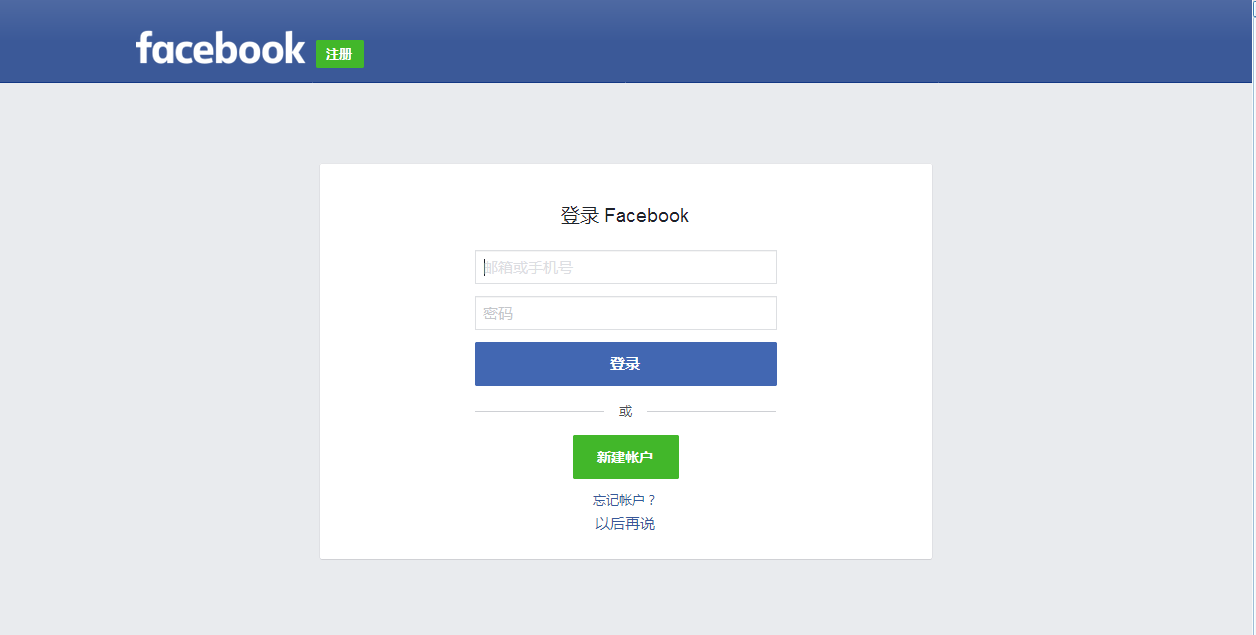 facebook 注册
登录 Facebook
邮箱或手机号
密码
登录
或
新建帐户
忘记帐户？
以后再说